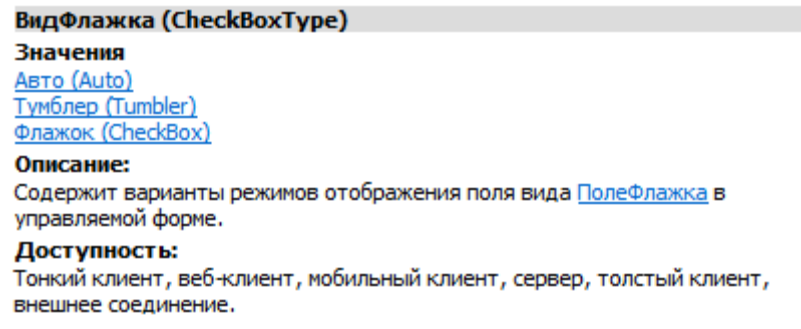 ВидФлажка (CheckBoxType)
Значения
Авто (Auto)
Тумблер (Tumbler)
Флажок (CheckBox)
Описание:
Содержит варианты режимов отображения поля вида ПолеФлажка в
управляемой форме.
Доступность:
Тонкий клиент, веб-клиент, мобильный клиент, сервер, толстый клиент,
внешнее соединение.